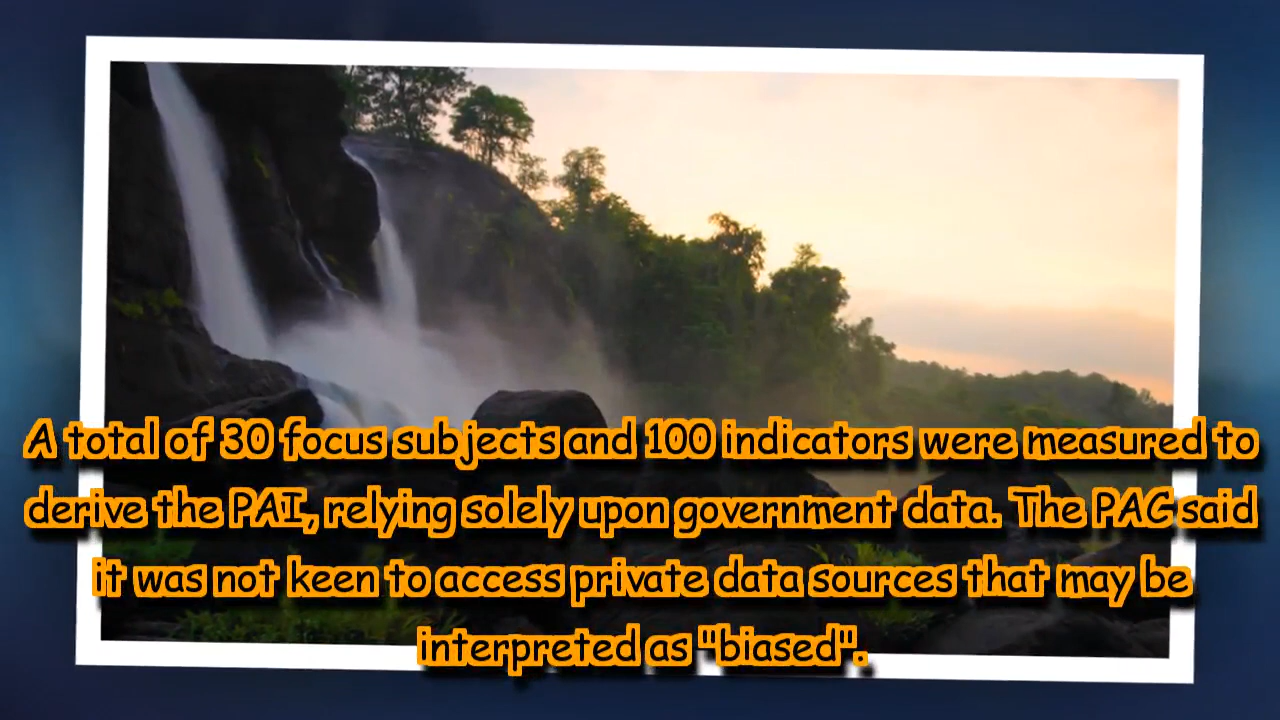 A total of 30 focus subjects and 100 indicators were measured to
derive the PAI, relying solely upon government data. The PAC said
it was not keen to access private data sources that may be
interpreted as "biased".